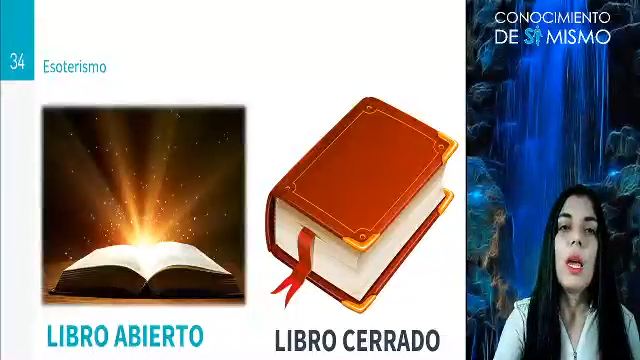 34
Esoterismo
CONOCIMIENTO
DE SÍ MISMO
LIBRO ABIERTO
LIBRO CERRADO